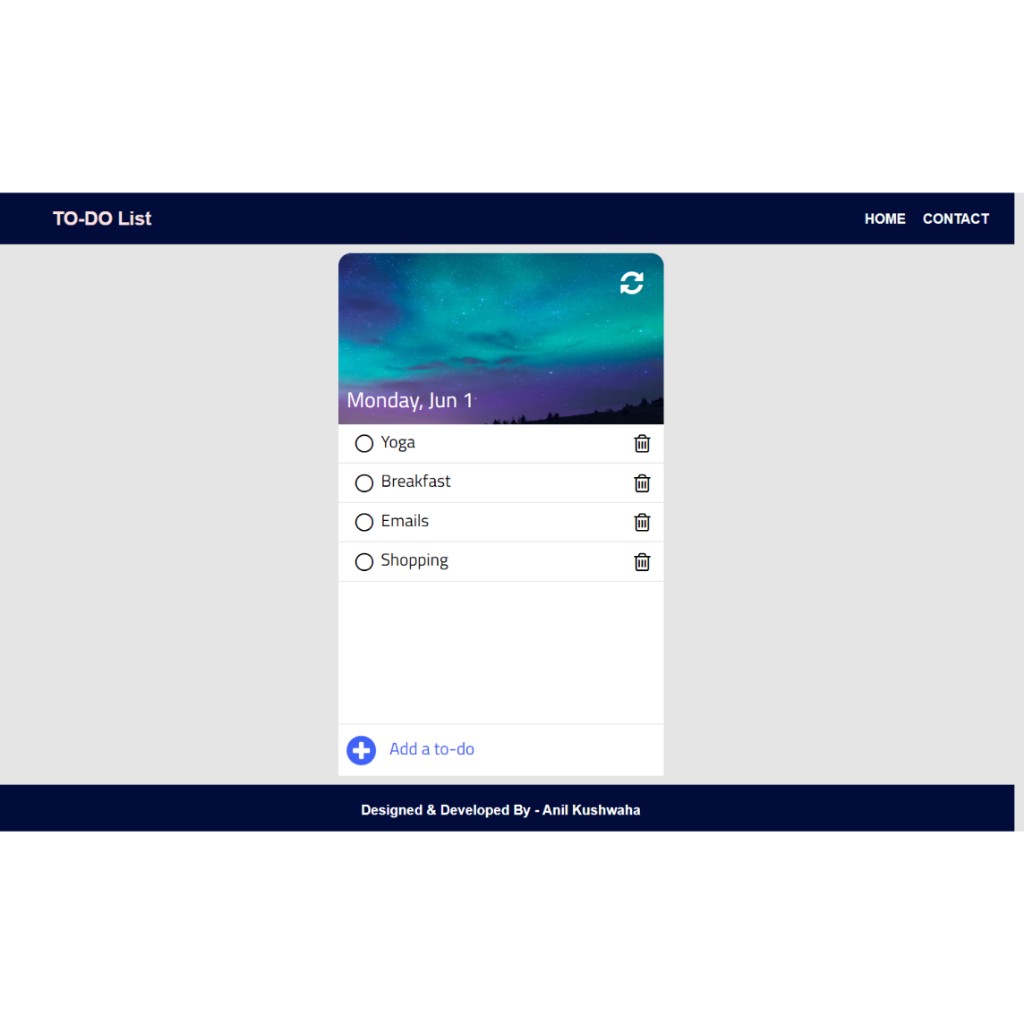 TO-DO List
HOME CONTACT
Monday, Jun 1
Yoga
Breakfast
Emails
Shopping
Add a to-do
Designed & Developed By - Anil Kushwaha